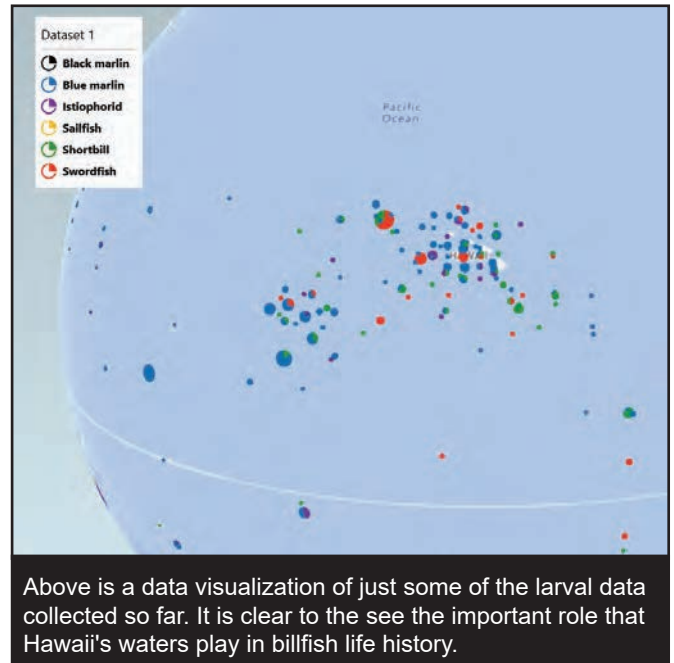 Dataset 1
Black marlin
Blue marlin
Istiophorid
Sailfish
Shortbill
Swordfish
Pacific
Ocean
HAWAII
Above is a data visualization of just some of the larval data
collected so far. It is clear to the see the important role that
Hawaii's waters play in billfish life history.